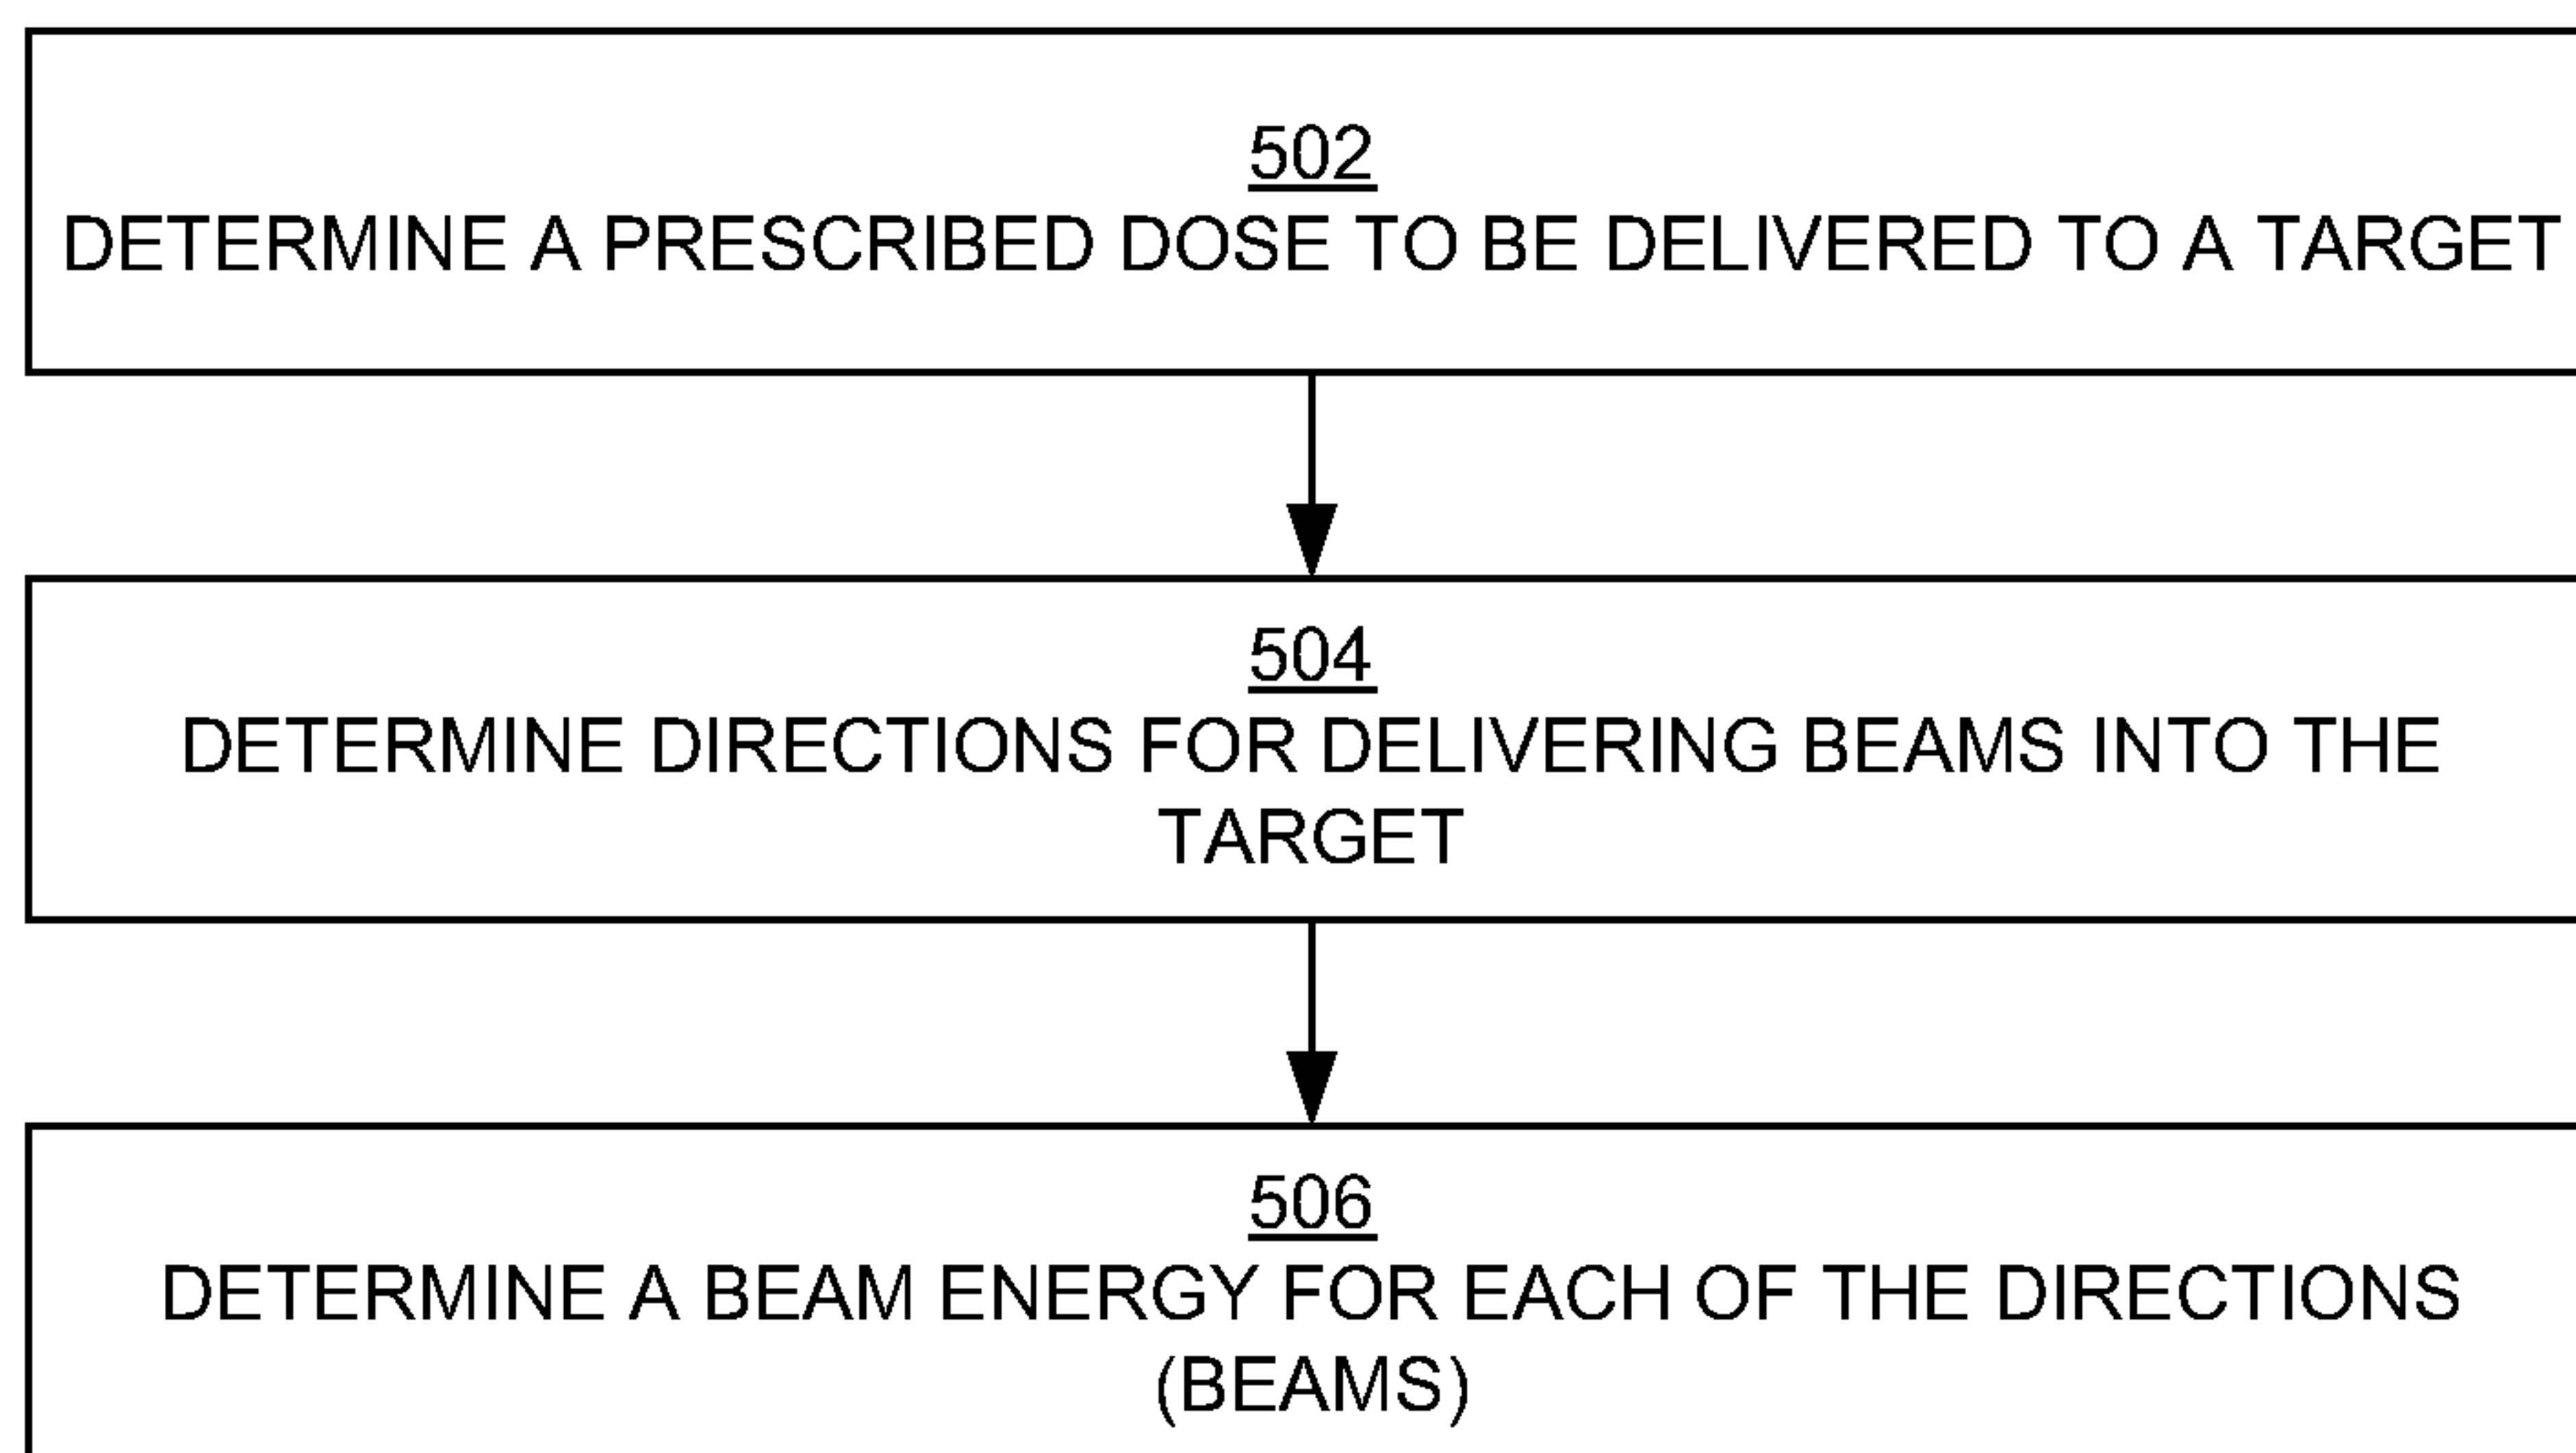 502
DETERMINE A PRESCRIBED DOSE TO BE DELIVERED TO A TARGET
504
DETERMINE DIRECTIONS FOR DELIVERING BEAMS INTO THE
TARGET
506
DETERMINE A BEAM ENERGY FOR EACH OF THE DIRECTIONS
(BEAMS)